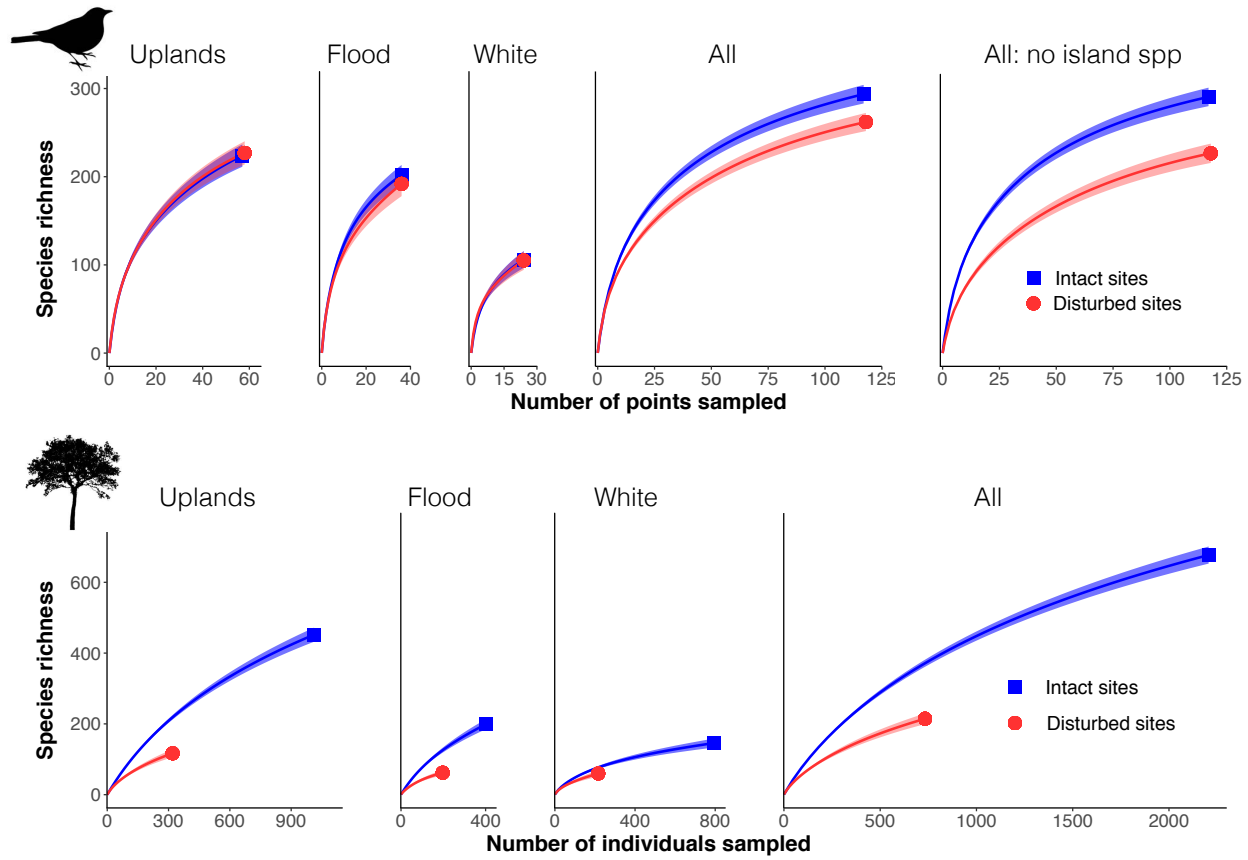 Uplands Flood White All All: no island spp
Species richness
300
200
100
0
Intact sites
Disturbed sites
0 20 40 60 0 20 40 0 15 30 0 25 50 75 100 125 0 25 50 75 100 125
Number of points sampled
Uplands Flood White All
Species richness
600
400
200
0
Intact sites
Disturbed sites
0 300 600 900 0 200 400 0 400 800 0 500 1000 1500 2000
Number of individuals sampled